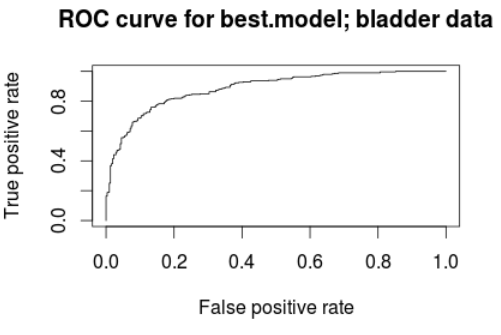 ROC curve for best.model; bladder data
True positive rate
0.8
0.4
0.0
0.0 0.2 0.4 0.6 0.8 1.0
False positive rate